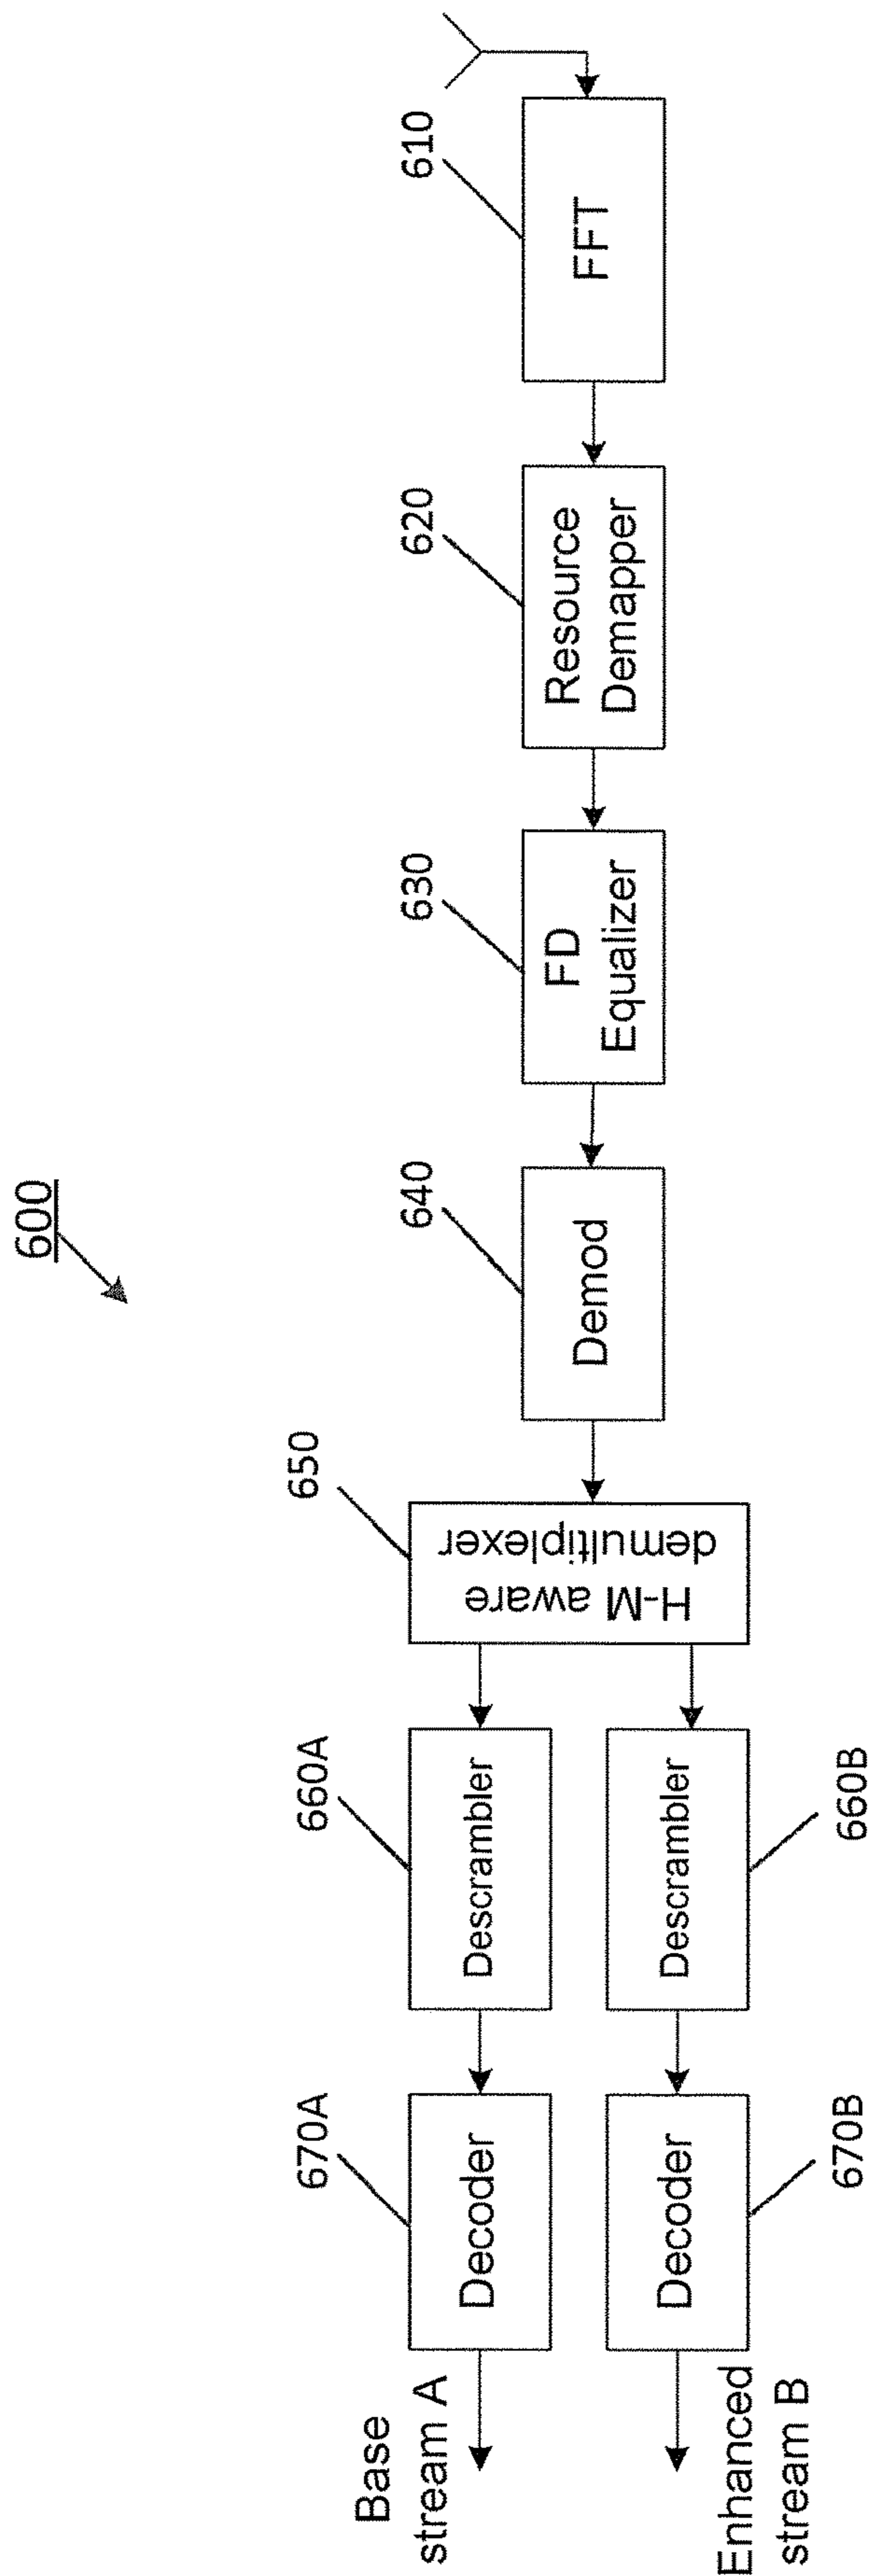 600
610
FFT
620
Resource
Demapper
630
FD
Equalizer
640
Demod
650
H-M aware
demultiplexer
660A
Descrambler
660B
Descrambler
670A
Decoder
670B
Decoder
Base
stream A
Enhanced
stream B